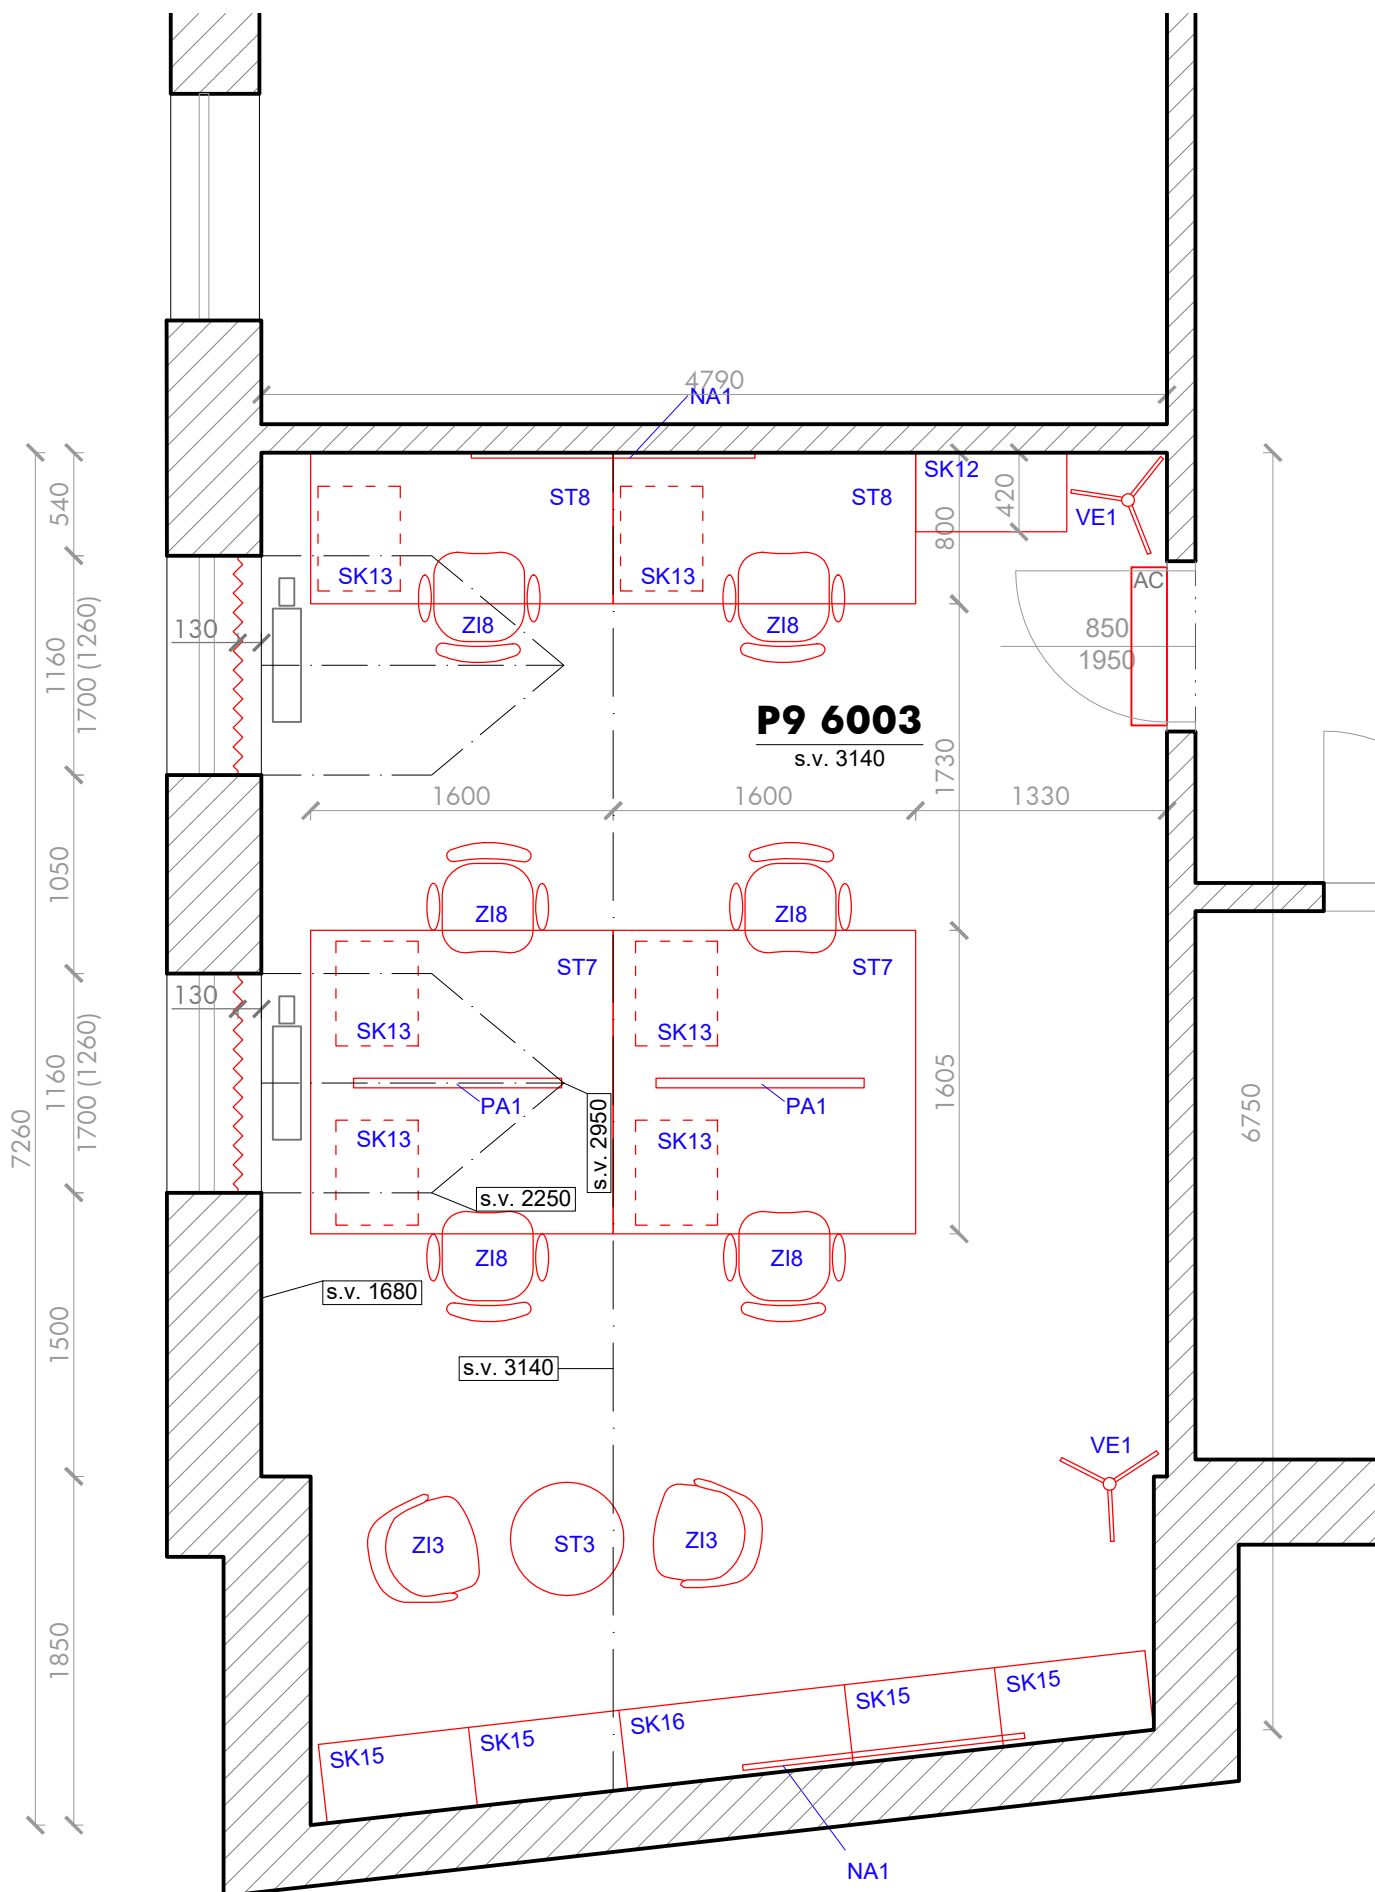 4790
NA1
540
1160
1700 (1260)
1050
1160
1700 (1260)
7260
1500
1850
ST8
ST8
SK12
420
800
VE1
SK13
SK13
AC
130
ZI8
ZI8
850
1950
P9 6003
s.v. 3140
1730
1600
1600
1330
ZI8
ZI8
ST7
ST7
130
SK13
SK13
PA1
PA1
s.v. 2950
1605
6750
SK13
SK13
s.v. 2250
ZI8
ZI8
s.v. 1680
s.v. 3140
VE1
ZI3
ST3
ZI3
SK15
SK15
SK16
SK15
SK15
NA1